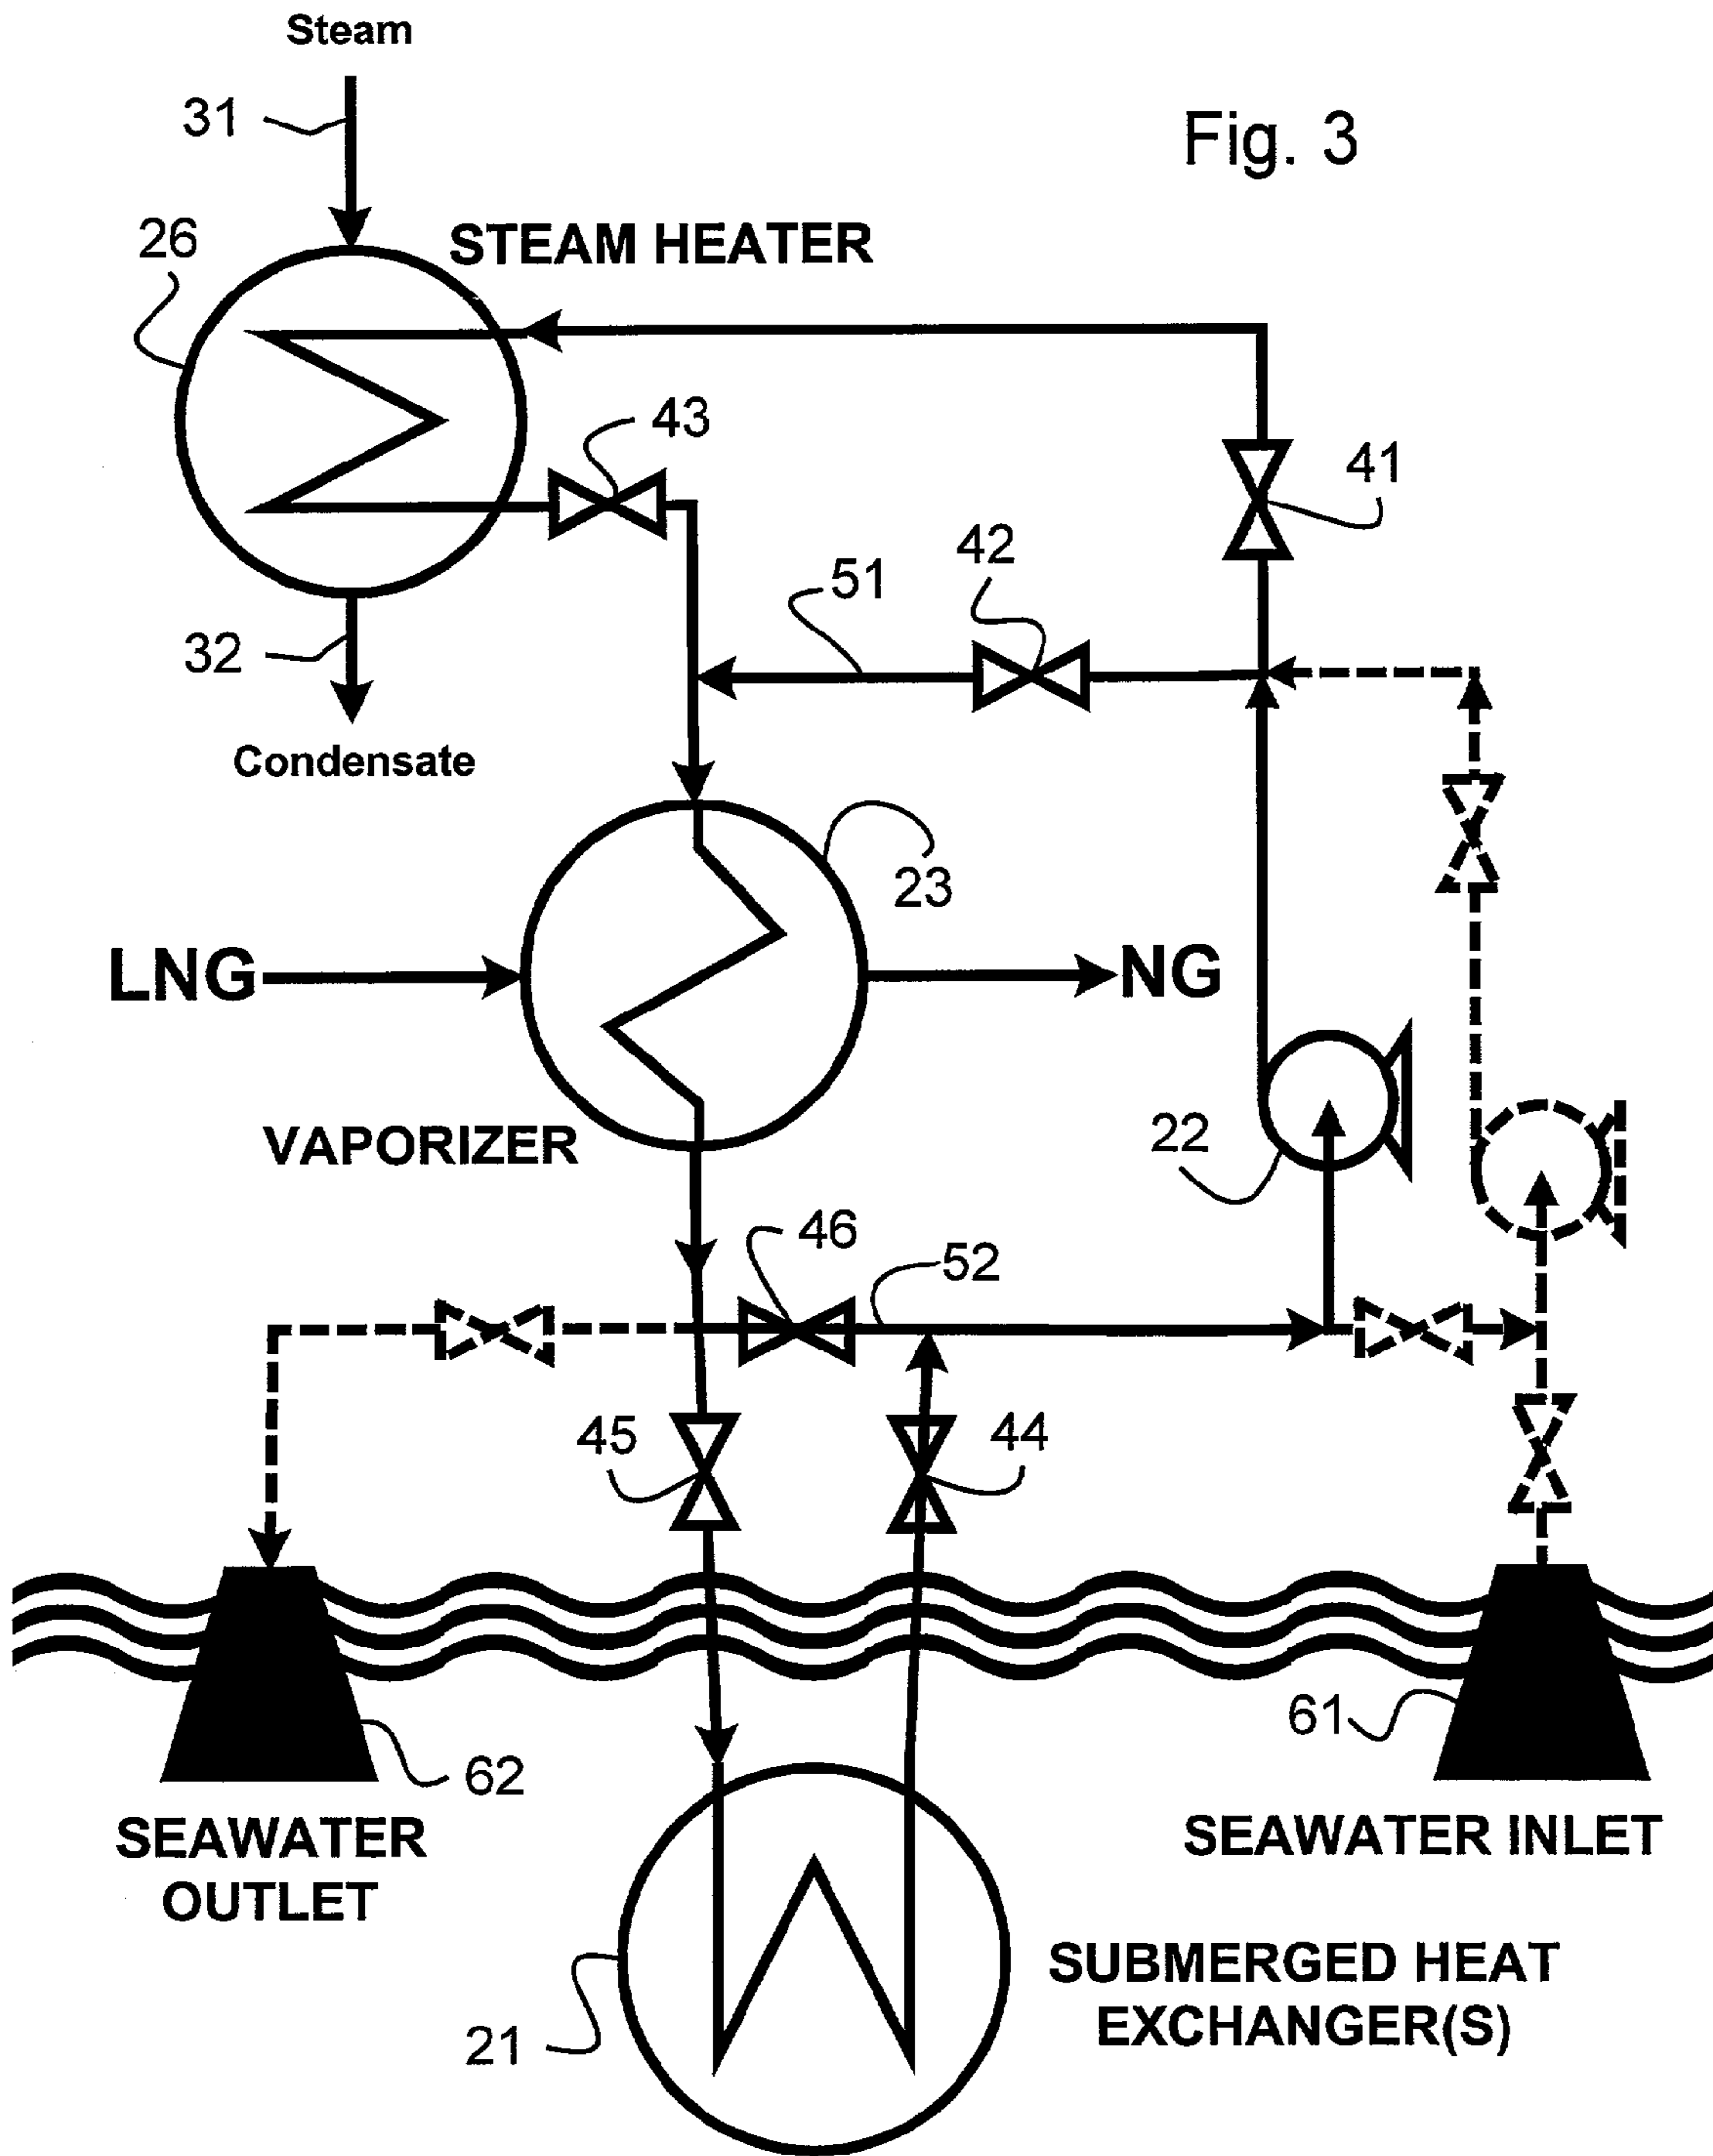 Steam
31
Fig. 3
26
STEAM HEATER
43
41
42
51
32
Condensate
23
LNG
NG
22
VAPORIZER
46
52
45
44
61
62
SEAWATER
OUTLET
SEAWATER INLET
SUBMERGED HEAT
EXCHANGER(S)
21